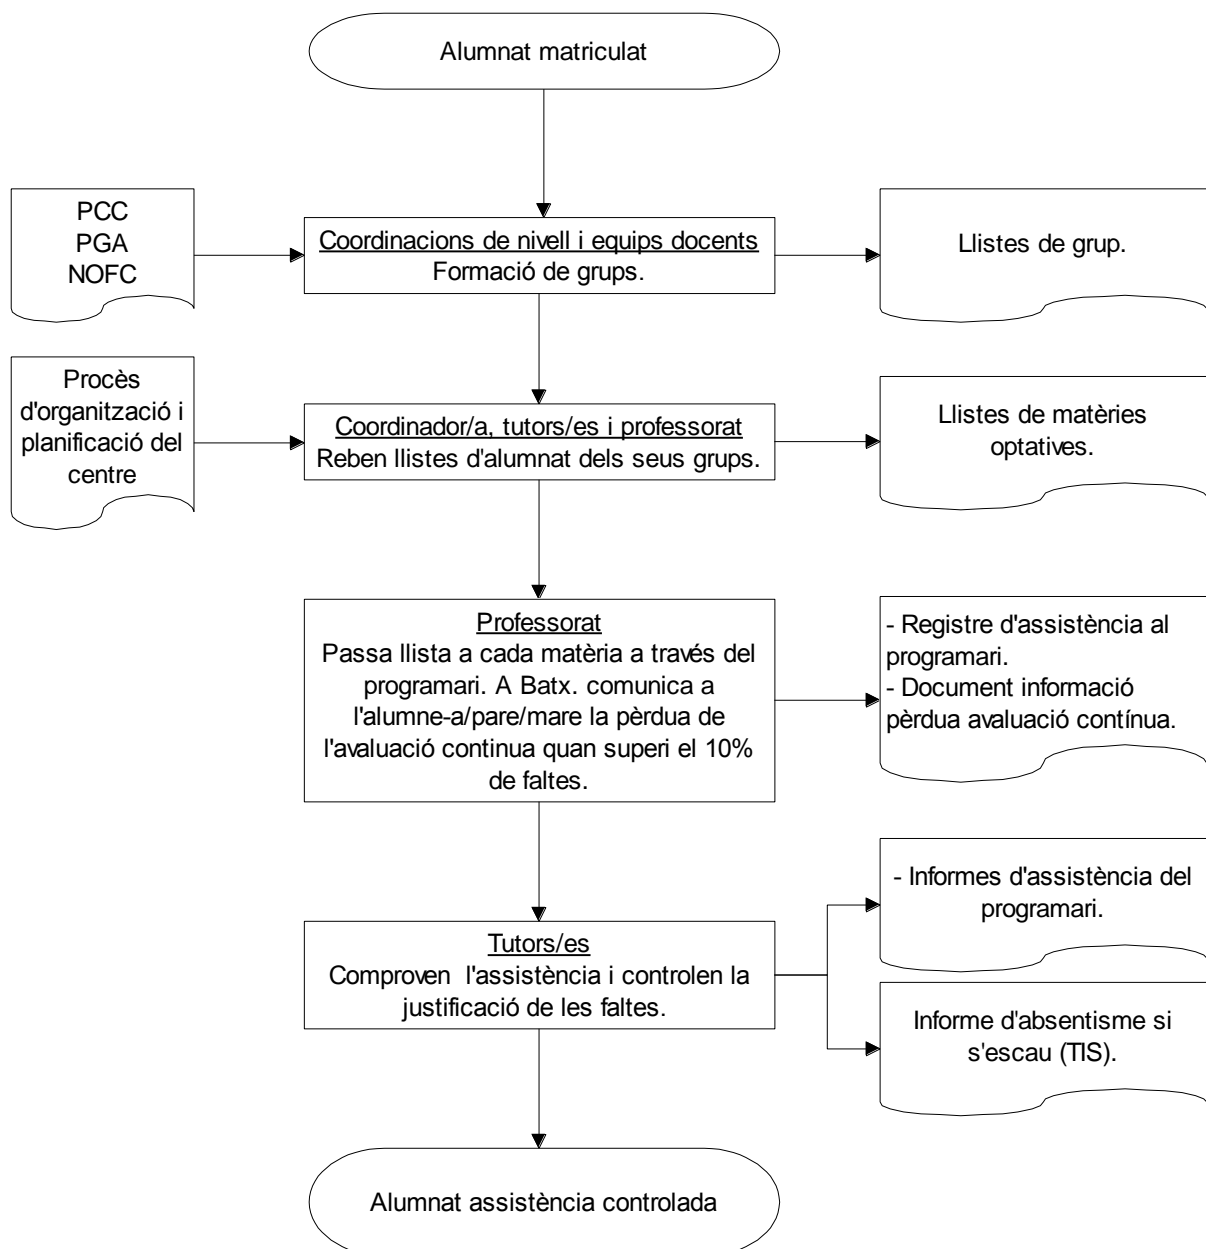 Alumnat matriculat
PCC
PGA
NOFC
Coordinacions de nivell i equips docents
Formació de grups.
Llistes de grup.
Procès
d'organització i
planificació del
centre
Coordinador/a, tutors/es i professorat
Reben llistes d'alumnat dels seus grups.
Llistes de matèries
optatives.
Professorat
Passa llista a cada matèria a través del
programari. A Batx. comunica a
l'alumne-a/pare/mare la pèrdua de
l'avaluació continua quan superi el 10%
de faltes.
- Registre d'assistència al
programari.
- Document informació
pèrdua avaluació contínua.
Tutors/es
Comproven  l'assistència i controlen la
justificació de les faltes.
- Informes d'assistència del
programari.
Informe d'absentisme si
s'escau (TIS).
Alumnat assistència controlada